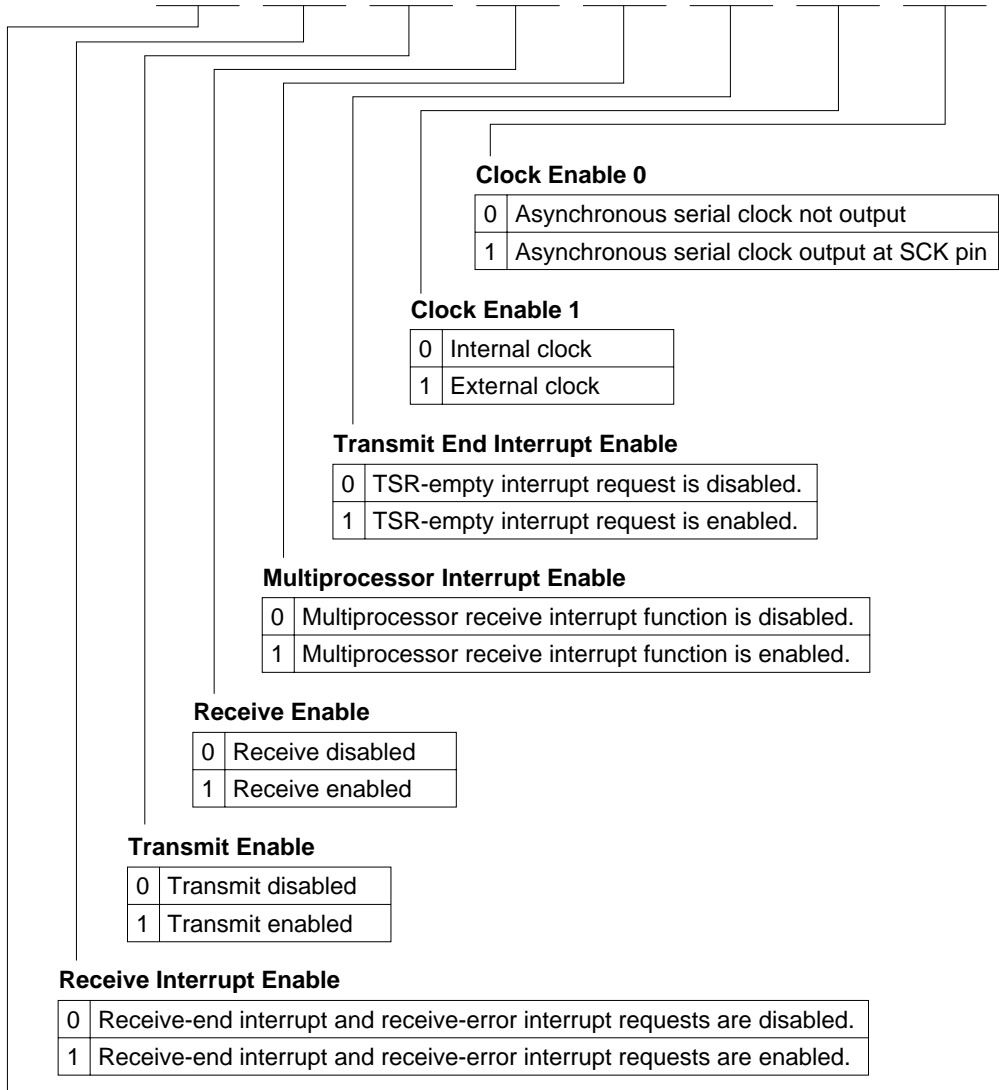 Clock Enable 0
0 Asynchronous serial clock not output
1 Asynchronous serial clock output at SCK pin
Clock Enable 1
0 Internal clock
1 External clock
Transmit End Interrupt Enable
0 TSR-empty interrupt request is disabled.
1 TSR-empty interrupt request is enabled.
Multiprocessor Interrupt Enable
0 Multiprocessor receive interrupt function is disabled.
1 Multiprocessor receive interrupt function is enabled.
Receive Enable
0 Receive disabled
1 Receive enabled
Transmit Enable
0 Transmit disabled
1 Transmit enabled
Receive Interrupt Enable
0 Receive-end interrupt and receive-error interrupt requests are disabled.
1 Receive-end interrupt and receive-error interrupt requests are enabled.